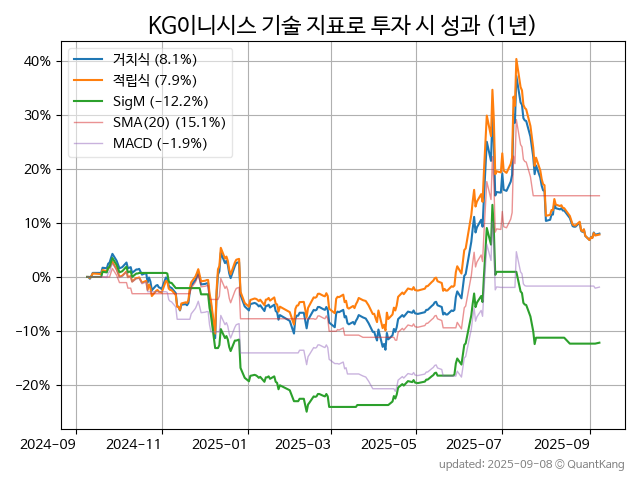 KG이니시스 기술 지표로 투자 시 성과 (1년)
거치식 (8.1%)
적립식 (7.9%)
SigM (−12.2%)
SMA(20) (15.1%)
MACD (−1.9%)
40%
30%
20%
10%
0%
−10%
−20%
2024-09 2024-11 2025-01 2025-03 2025-05 2025-07 2025-09
updated: 2025-09-08 © QuantKang